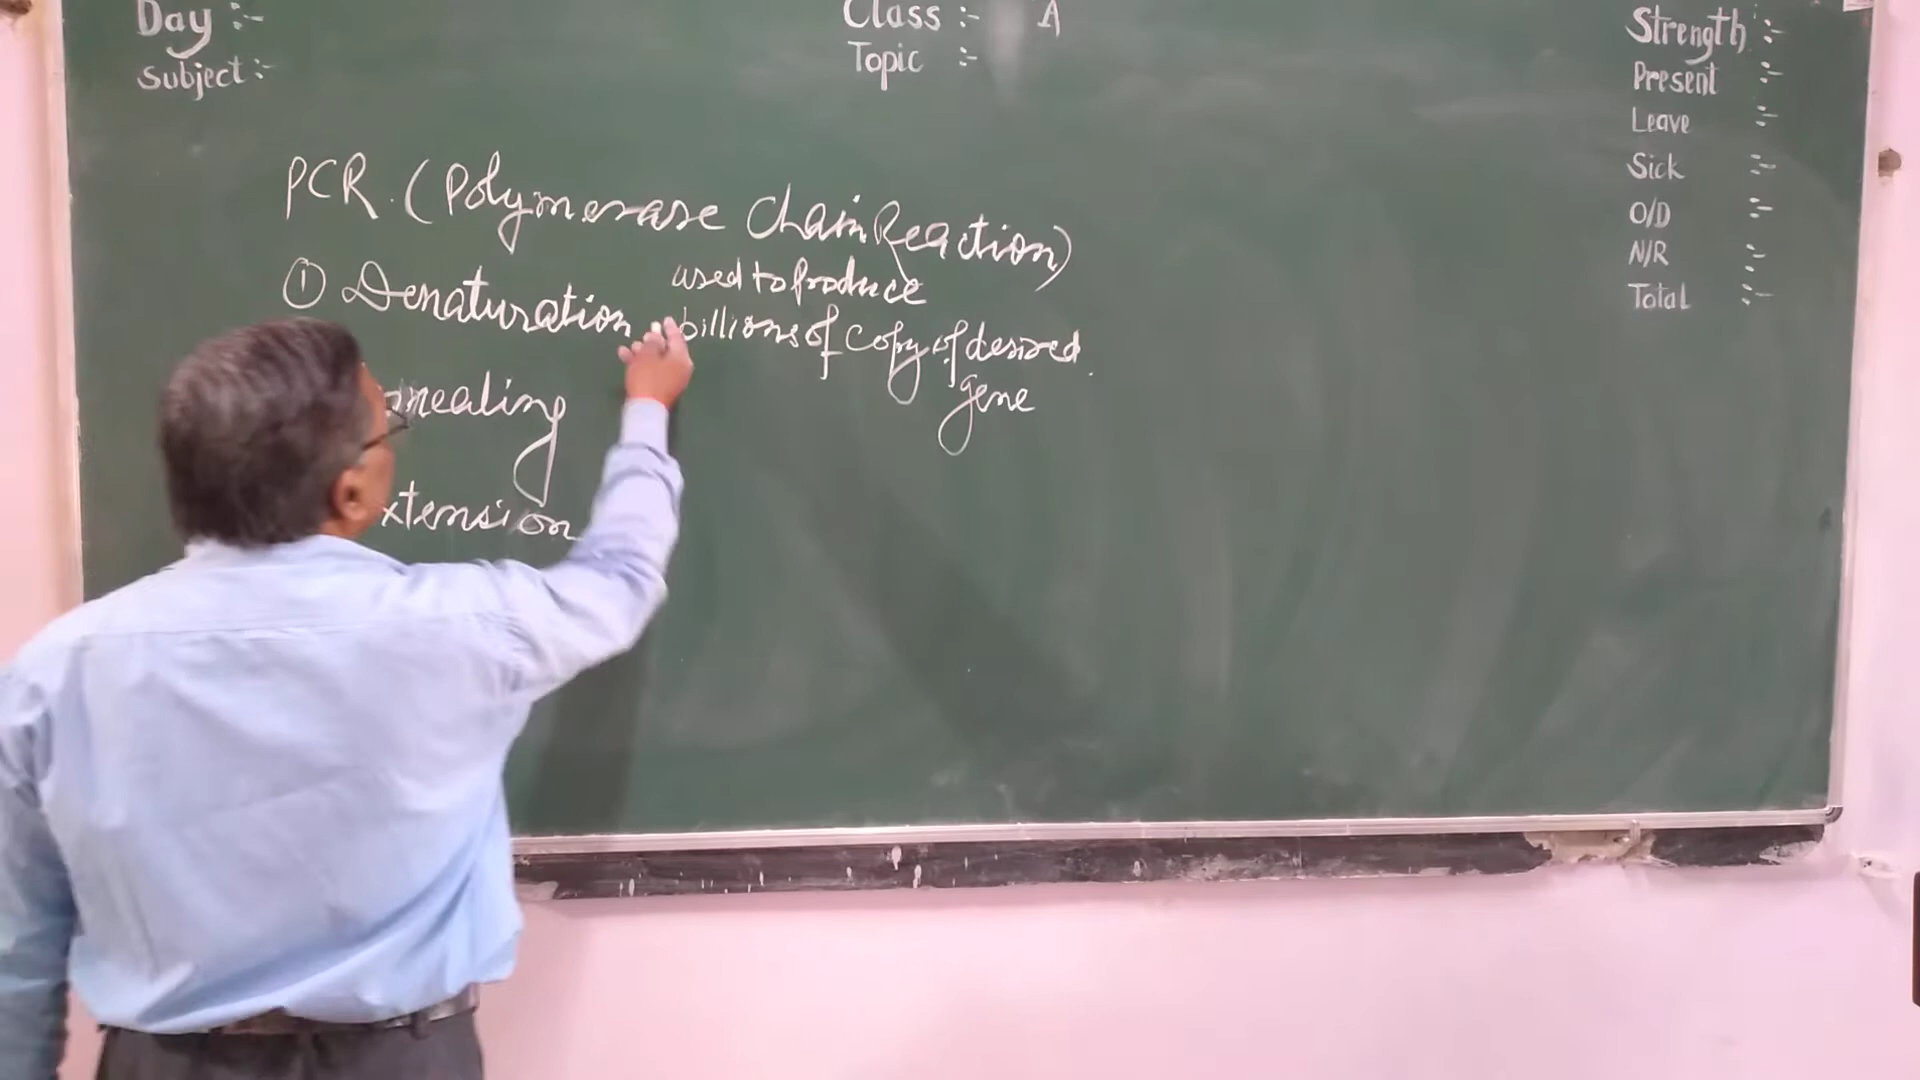 Day :-
Subject :-
Class :- A
Topic :-
Strength :-
Present :-
Leave :-
Sick :-
O/D :-
N/R :-
Total :-
PCR. (Polymerase Chain Reaction)
① Denaturation
used to produce
billions of copy of desired
gene
nnealing
xtension